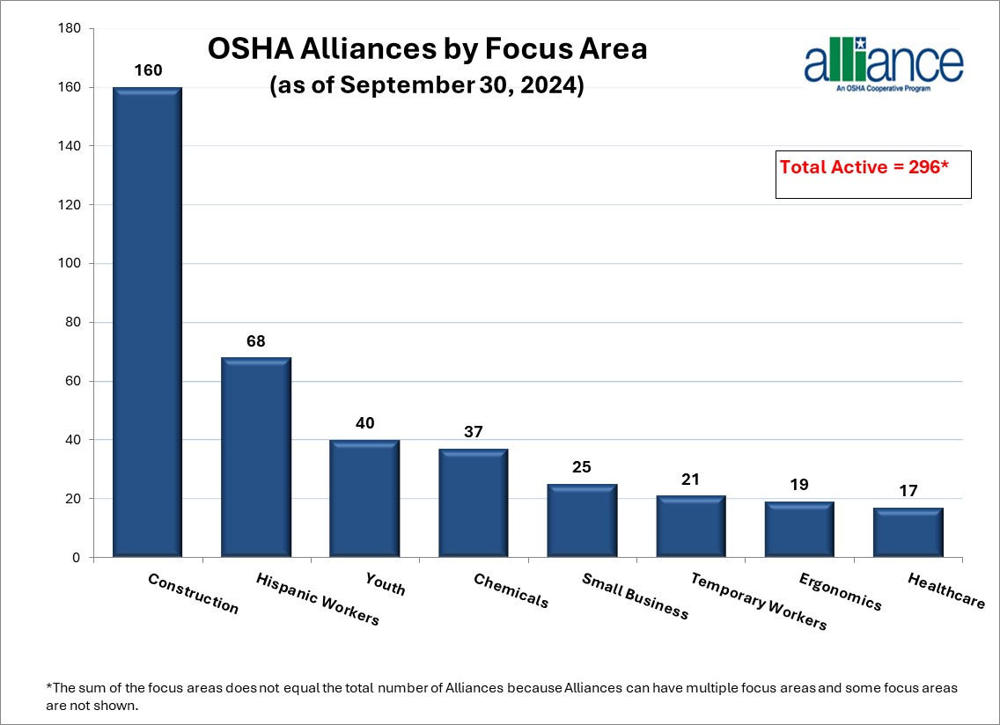 OSHA Alliances by Focus Area
(as of September 30, 2024)
alliance
An OSHA Cooperative Program
Total Active = 296*
180
160
140
120
100
80
60
40
20
0
160
68
40
37
25
21
19
17
Construction
Hispanic Workers
Youth
Chemicals
Small Business
Temporary Workers
Ergonomics
Healthcare
*The sum of the focus areas does not equal the total number of Alliances because Alliances can have multiple focus areas and some focus areas
are not shown.